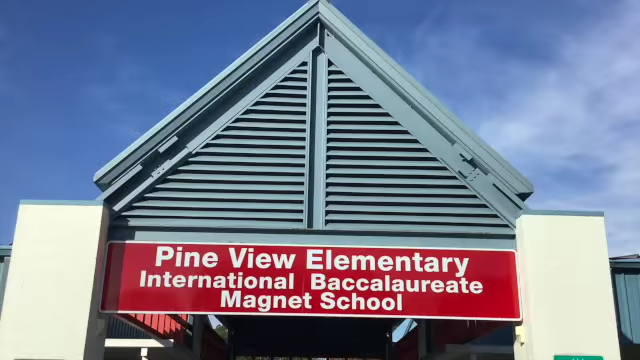 Pine View Elementary
International Baccalaureate
Magnet School